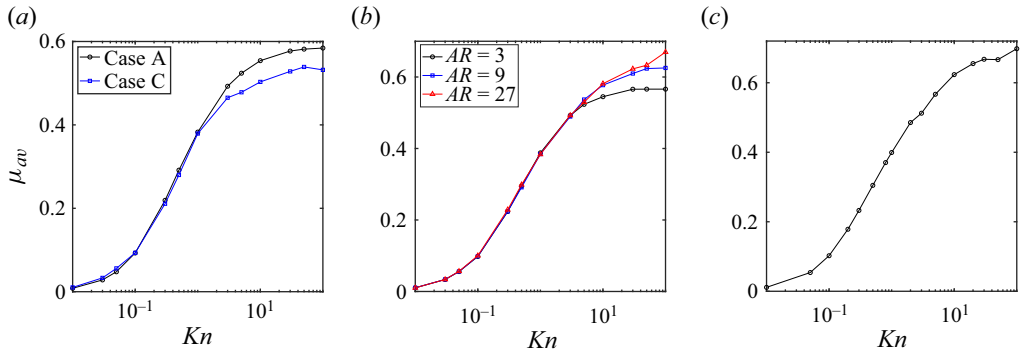 (a)
0.6
0.4
0.2
0
μav
Case A
Case C
10⁻¹
10¹
Kn
(b)
0.6
0.4
0.2
0
AR = 3
AR = 9
AR = 27
10⁻¹
10¹
Kn
(c)
0.6
0.4
0.2
0
10⁻¹
10¹
Kn